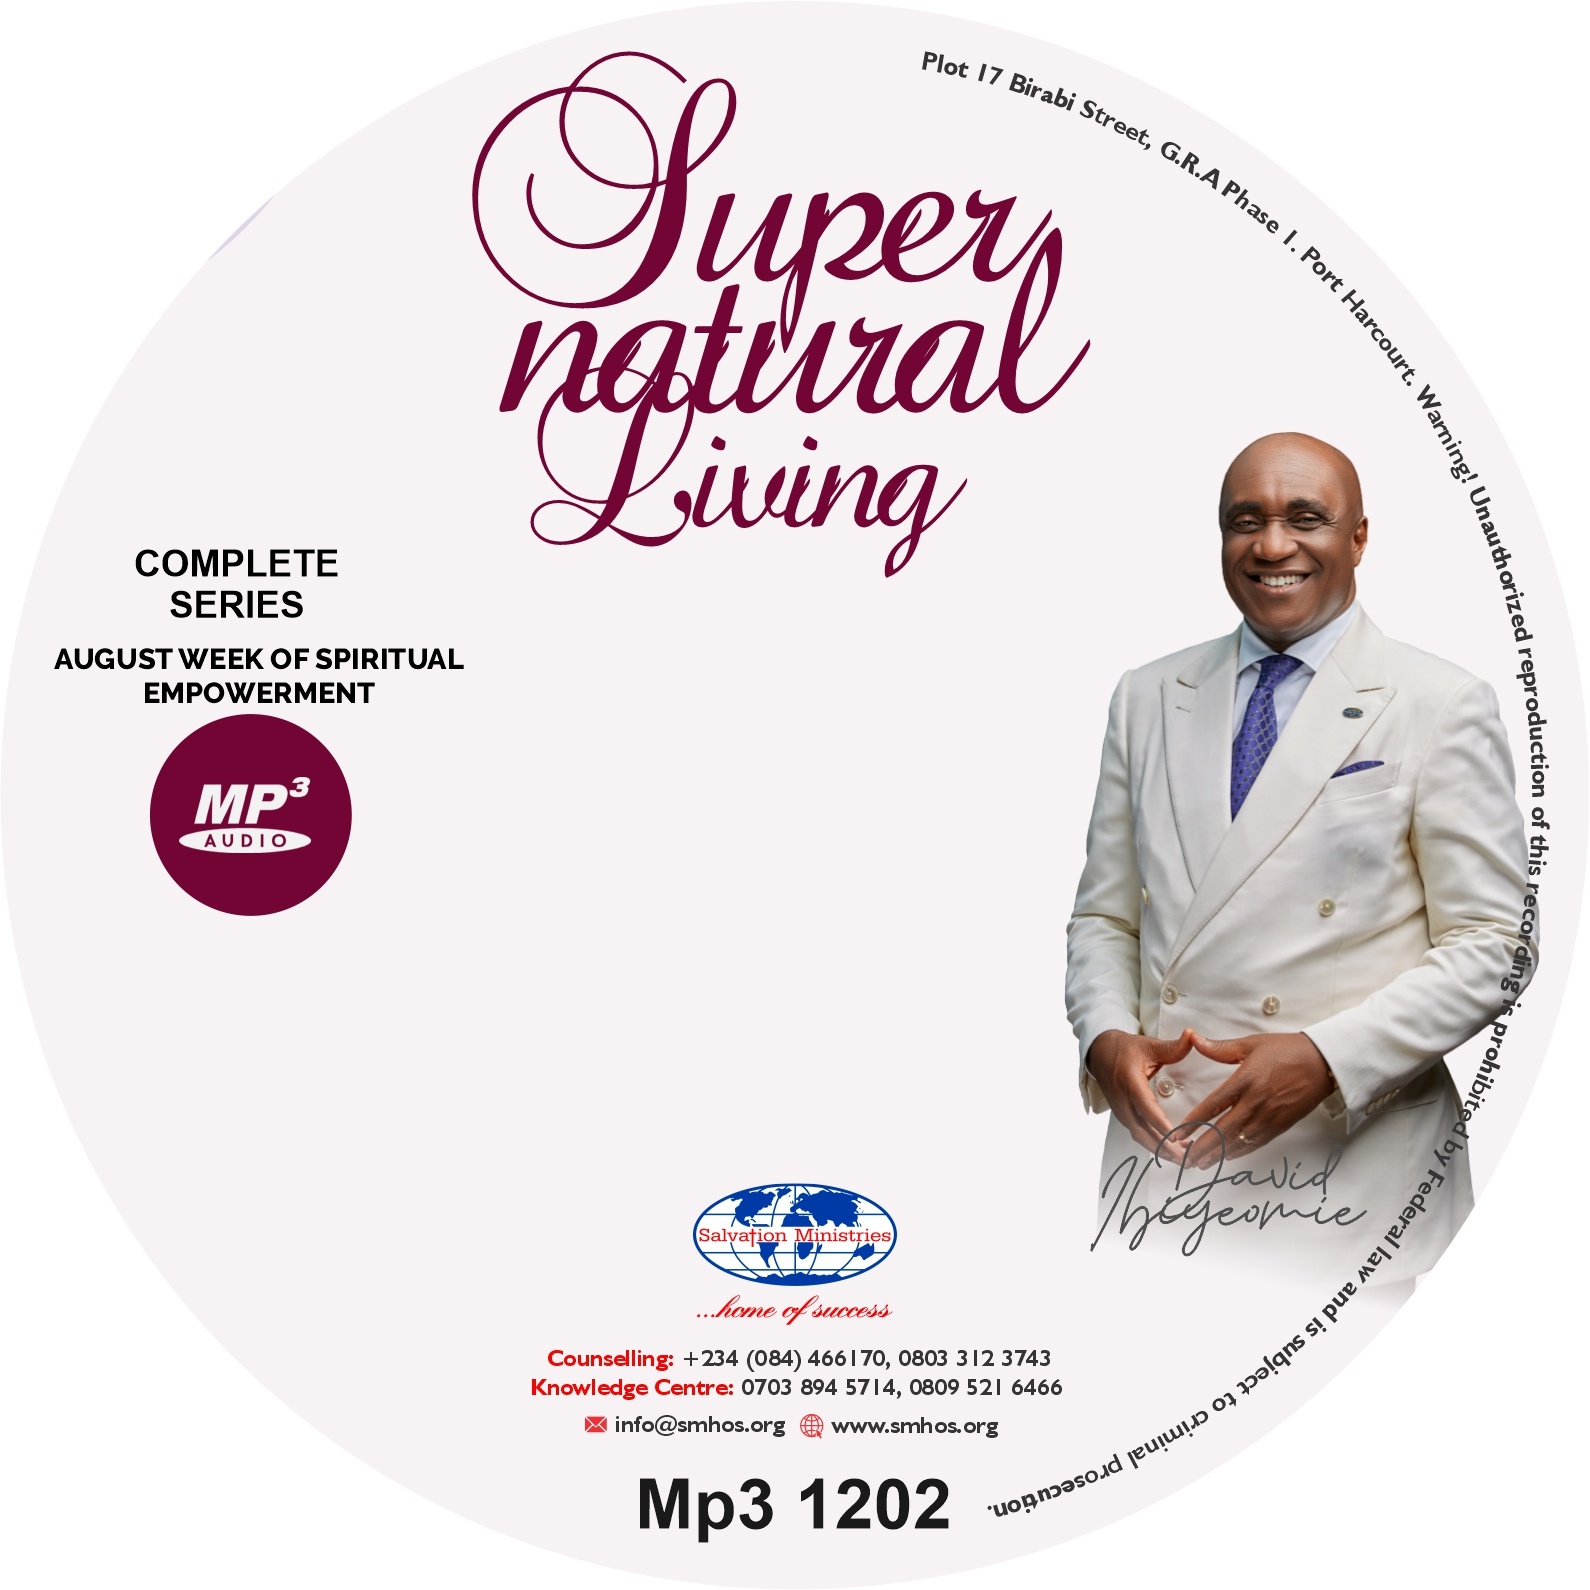 Super
natural
Living
Plot 17 Birabi Street, G.R.A Phase 1. Port Harcourt. Warning! Unauthorized reproduction of this recording is prohibited by Federal law and is subject to criminal prosecution.
COMPLETE
SERIES
AUGUST WEEK OF SPIRITUAL
EMPOWERMENT
MP3
AUDIO
David
Ibiyeomie
Salvation Ministries
...home of success
Counselling: +234 (084) 466170, 0803 312 3743
Knowledge Centre: 0703 894 5714, 0809 521 6466
info@smhos.org www.smhos.org
Mp3 1202